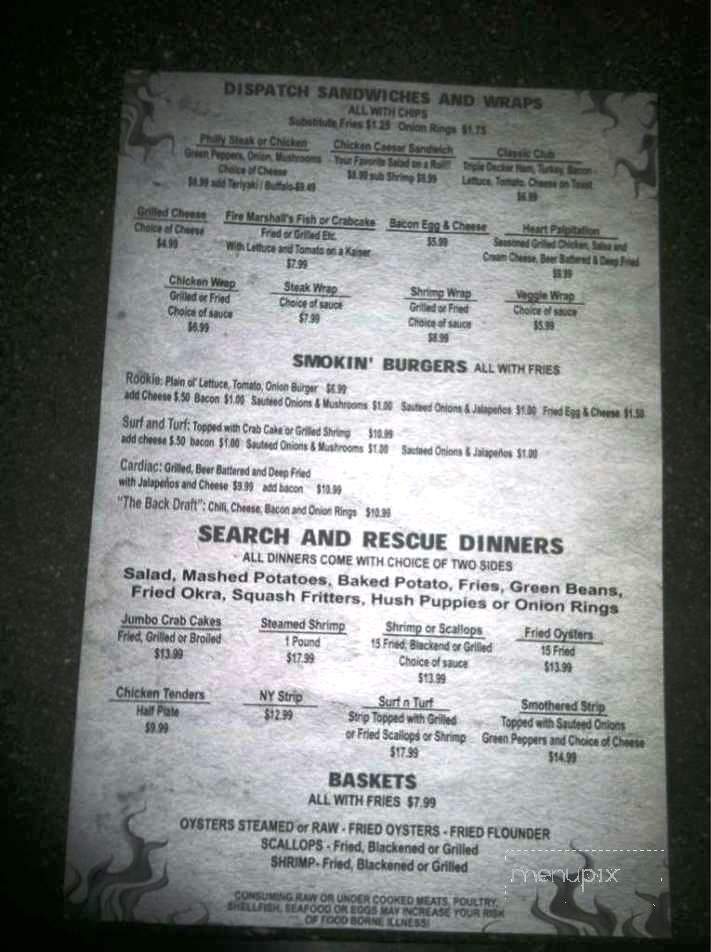 DISPATCH SANDWICHES AND WRAPS
ALL WITH CHIPS
Substitute Fries $1.25 Onion Rings $1.75
Philly Steak or Chicken
Green Peppers, Onion, Mushrooms
Choice of Cheese
$8.99 add Teriyaki / Buffalo-$9.49
Chicken Caesar Sandwich
Your Favorite Salad on a Roll!
$8.99 sub Shrimp $9.99
Classic Club
Triple Decker Ham, Turkey, Bacon -
Lettuce, Tomato, Cheese on Toast
$6.99
Grilled Cheese
Choice of Cheese
$4.99
Fire Marshall's Fish or Crabcake
Fried or Grilled Etc.
With Lettuce and Tomato on a Kaiser
$7.99
Bacon Egg & Cheese
$5.99
Heart Palpitation
Seasoned Grilled Chicken, Salsa and
Cream Cheese, Beer Battered & Deep Fried
Chicken Wrap
Grilled or Fried
Choice of sauce
$6.99
Steak Wrap
Choice of sauce
$7.99
Shrimp Wrap
Grilled or Fried
Choice of sauce
$8.99
Veggie Wrap
Choice of sauce
$5.99
SMOKIN' BURGERS ALL WITH FRIES
Rookie: Plain ol' Lettuce, Tomato, Onion Burger $6.99
add Cheese $.50 Bacon $1.00 Sauteed Onions & Mushrooms $1.00 Sauteed Onions & Jalapeños $1.00 Fried Egg & Cheese $1.50
Surf and Turf: Topped with Crab Cake or Grilled Shrimp $10.99
add cheese $.50 bacon $1.00 Sauteed Onions & Mushrooms $1.00 Sauteed Onions & Jalapeños $1.00
Cardiac: Grilled, Beer Battered and Deep Fried
with Jalapeños and Cheese $9.99 add bacon $10.99
"The Back Draft": Chili, Cheese, Bacon and Onion Rings $10.99
SEARCH AND RESCUE DINNERS
ALL DINNERS COME WITH CHOICE OF TWO SIDES
Salad, Mashed Potatoes, Baked Potato, Fries, Green Beans,
Fried Okra, Squash Fritters, Hush Puppies or Onion Rings
Jumbo Crab Cakes
Fried, Grilled or Broiled
$13.99
Steamed Shrimp
1 Pound
$17.99
Shrimp or Scallops
15 Fried, Blackend or Grilled
Choice of sauce
$13.99
Fried Oysters
15 Fried
$13.99
Chicken Tenders
Half Plate
$9.99
NY Strip
$12.99
Surf n Turf
Strip Topped with Grilled
or Fried Scallops or Shrimp
$17.99
Smothered Strip
Topped with Sauteed Onions
Green Peppers and Choice of Cheese
$14.99
BASKETS
ALL WITH FRIES $7.99
OYSTERS STEAMED or RAW - FRIED OYSTERS - FRIED FLOUNDER
SCALLOPS - Fried, Blackened or Grilled
SHRIMP- Fried, Blackened or Grilled
CONSUMING RAW OR UNDER COOKED MEATS, POULTRY,
SHELLFISH, SEAFOOD OR EGGS MAY INCREASE YOUR RISK
OF FOOD BORNE ILLNESS!
menupix